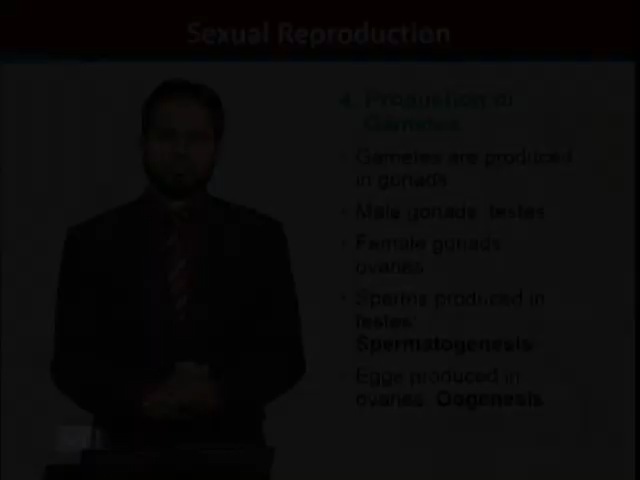 Sexual Reproduction
4. Production of
Gametes
• Gametes are produced
in gonads
• Male gonads: testes
• Female gonads:
ovaries
• Sperms produced in
testes:
Spermatogenesis
• Eggs produced in
ovaries: Oogenesis